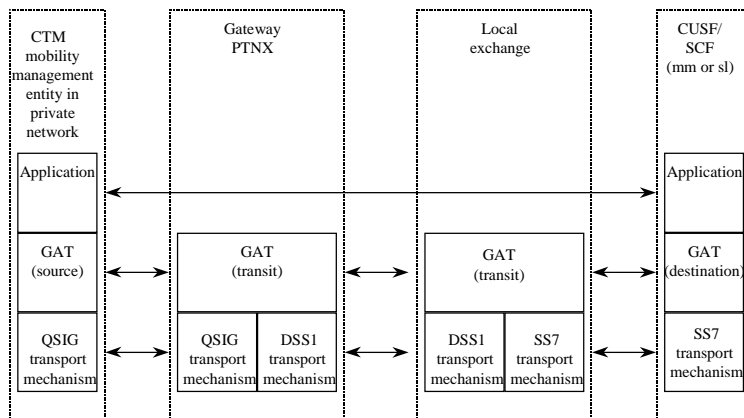 CTM
mobility
management
entity in
private
network
Gateway
PTNX
Local
exchange
CUSF/
SCF
(mm or sl)
Application
Application
GAT
(source)
GAT
(transit)
GAT
(transit)
GAT
(destination)
QSIG
transport
mechanism
QSIG
transport
mechanism
DSS1
transport
mechanism
DSS1
transport
mechanism
SS7
transport
mechanism
SS7
transport
mechanism